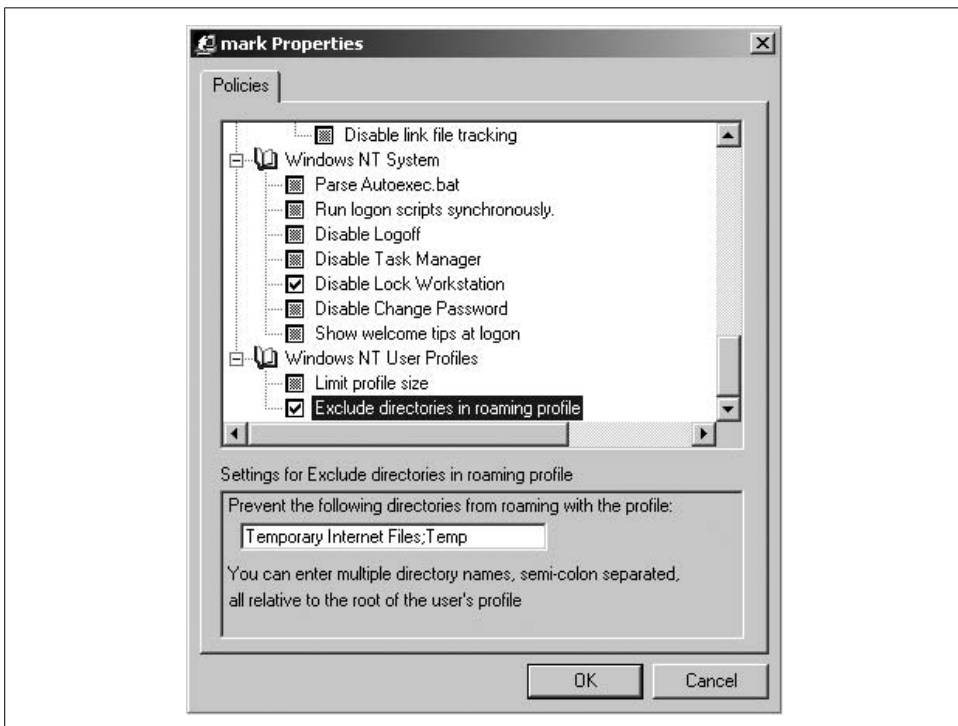 mark Properties
Policies
Disable link file tracking
Windows NT System
Parse Autoexec.bat
Run logon scripts synchronously.
Disable Logoff
Disable Task Manager
Disable Lock Workstation
Disable Change Password
Show welcome tips at logon
Windows NT User Profiles
Limit profile size
Exclude directories in roaming profile
Settings for Exclude directories in roaming profile
Prevent the following directories from roaming with the profile:
Temporary Internet Files;Temp
You can enter multiple directory names, semi-colon separated,
all relative to the root of the user's profile
OK Cancel